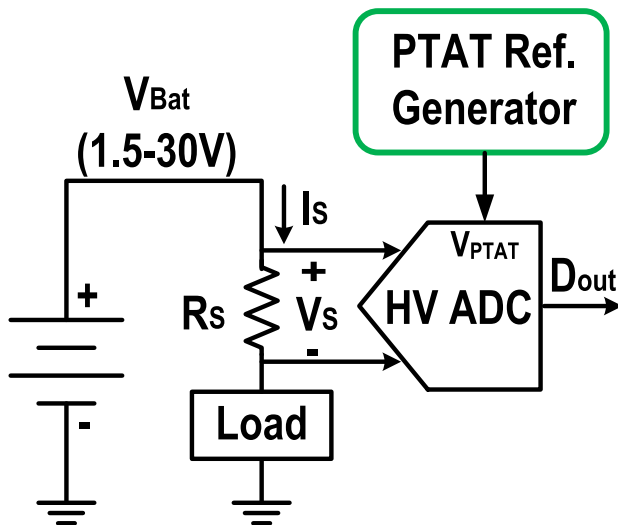 PTAT Ref.
Generator
VBat
(1.5-30V)
IS
VPTAT
+
+
RS
VS
HV ADC
Dout
-
-
Load